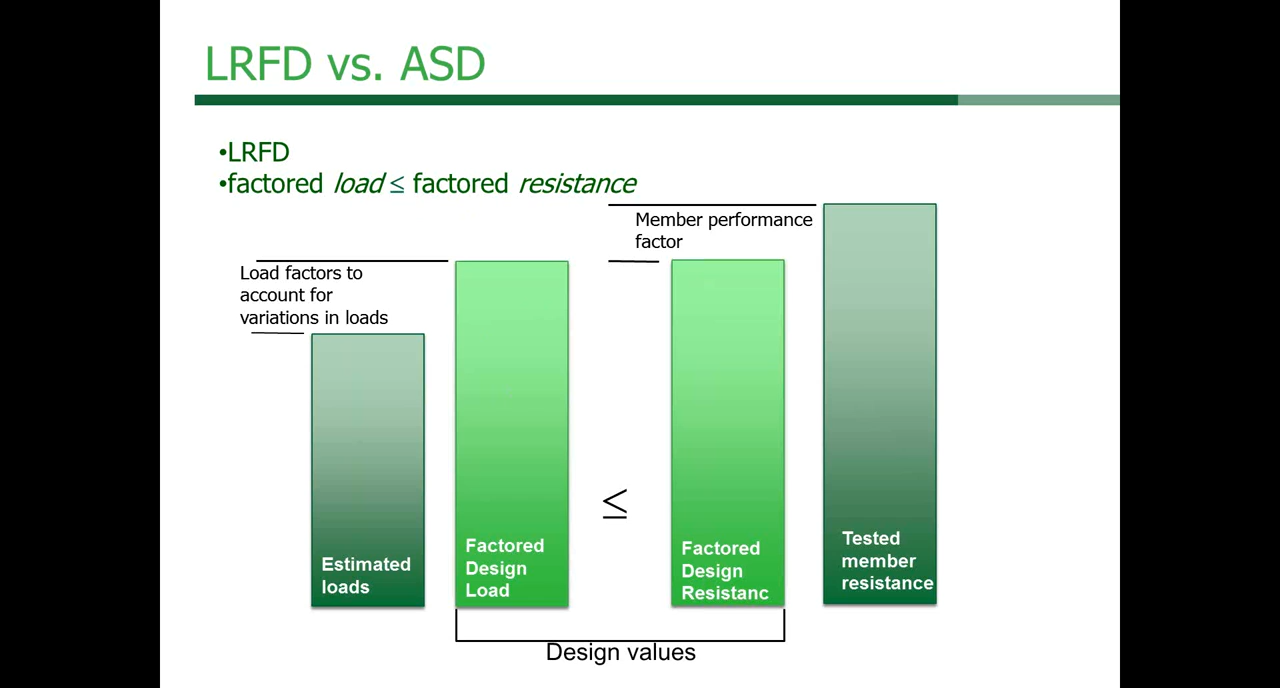 LRFD vs. ASD
•LRFD
•factored load ≤ factored resistance
Member performance
factor
Load factors to
account for
variations in loads
≤
Estimated
loads
Factored
Design
Load
Factored
Design
Resistanc
Tested
member
resistance
Design values